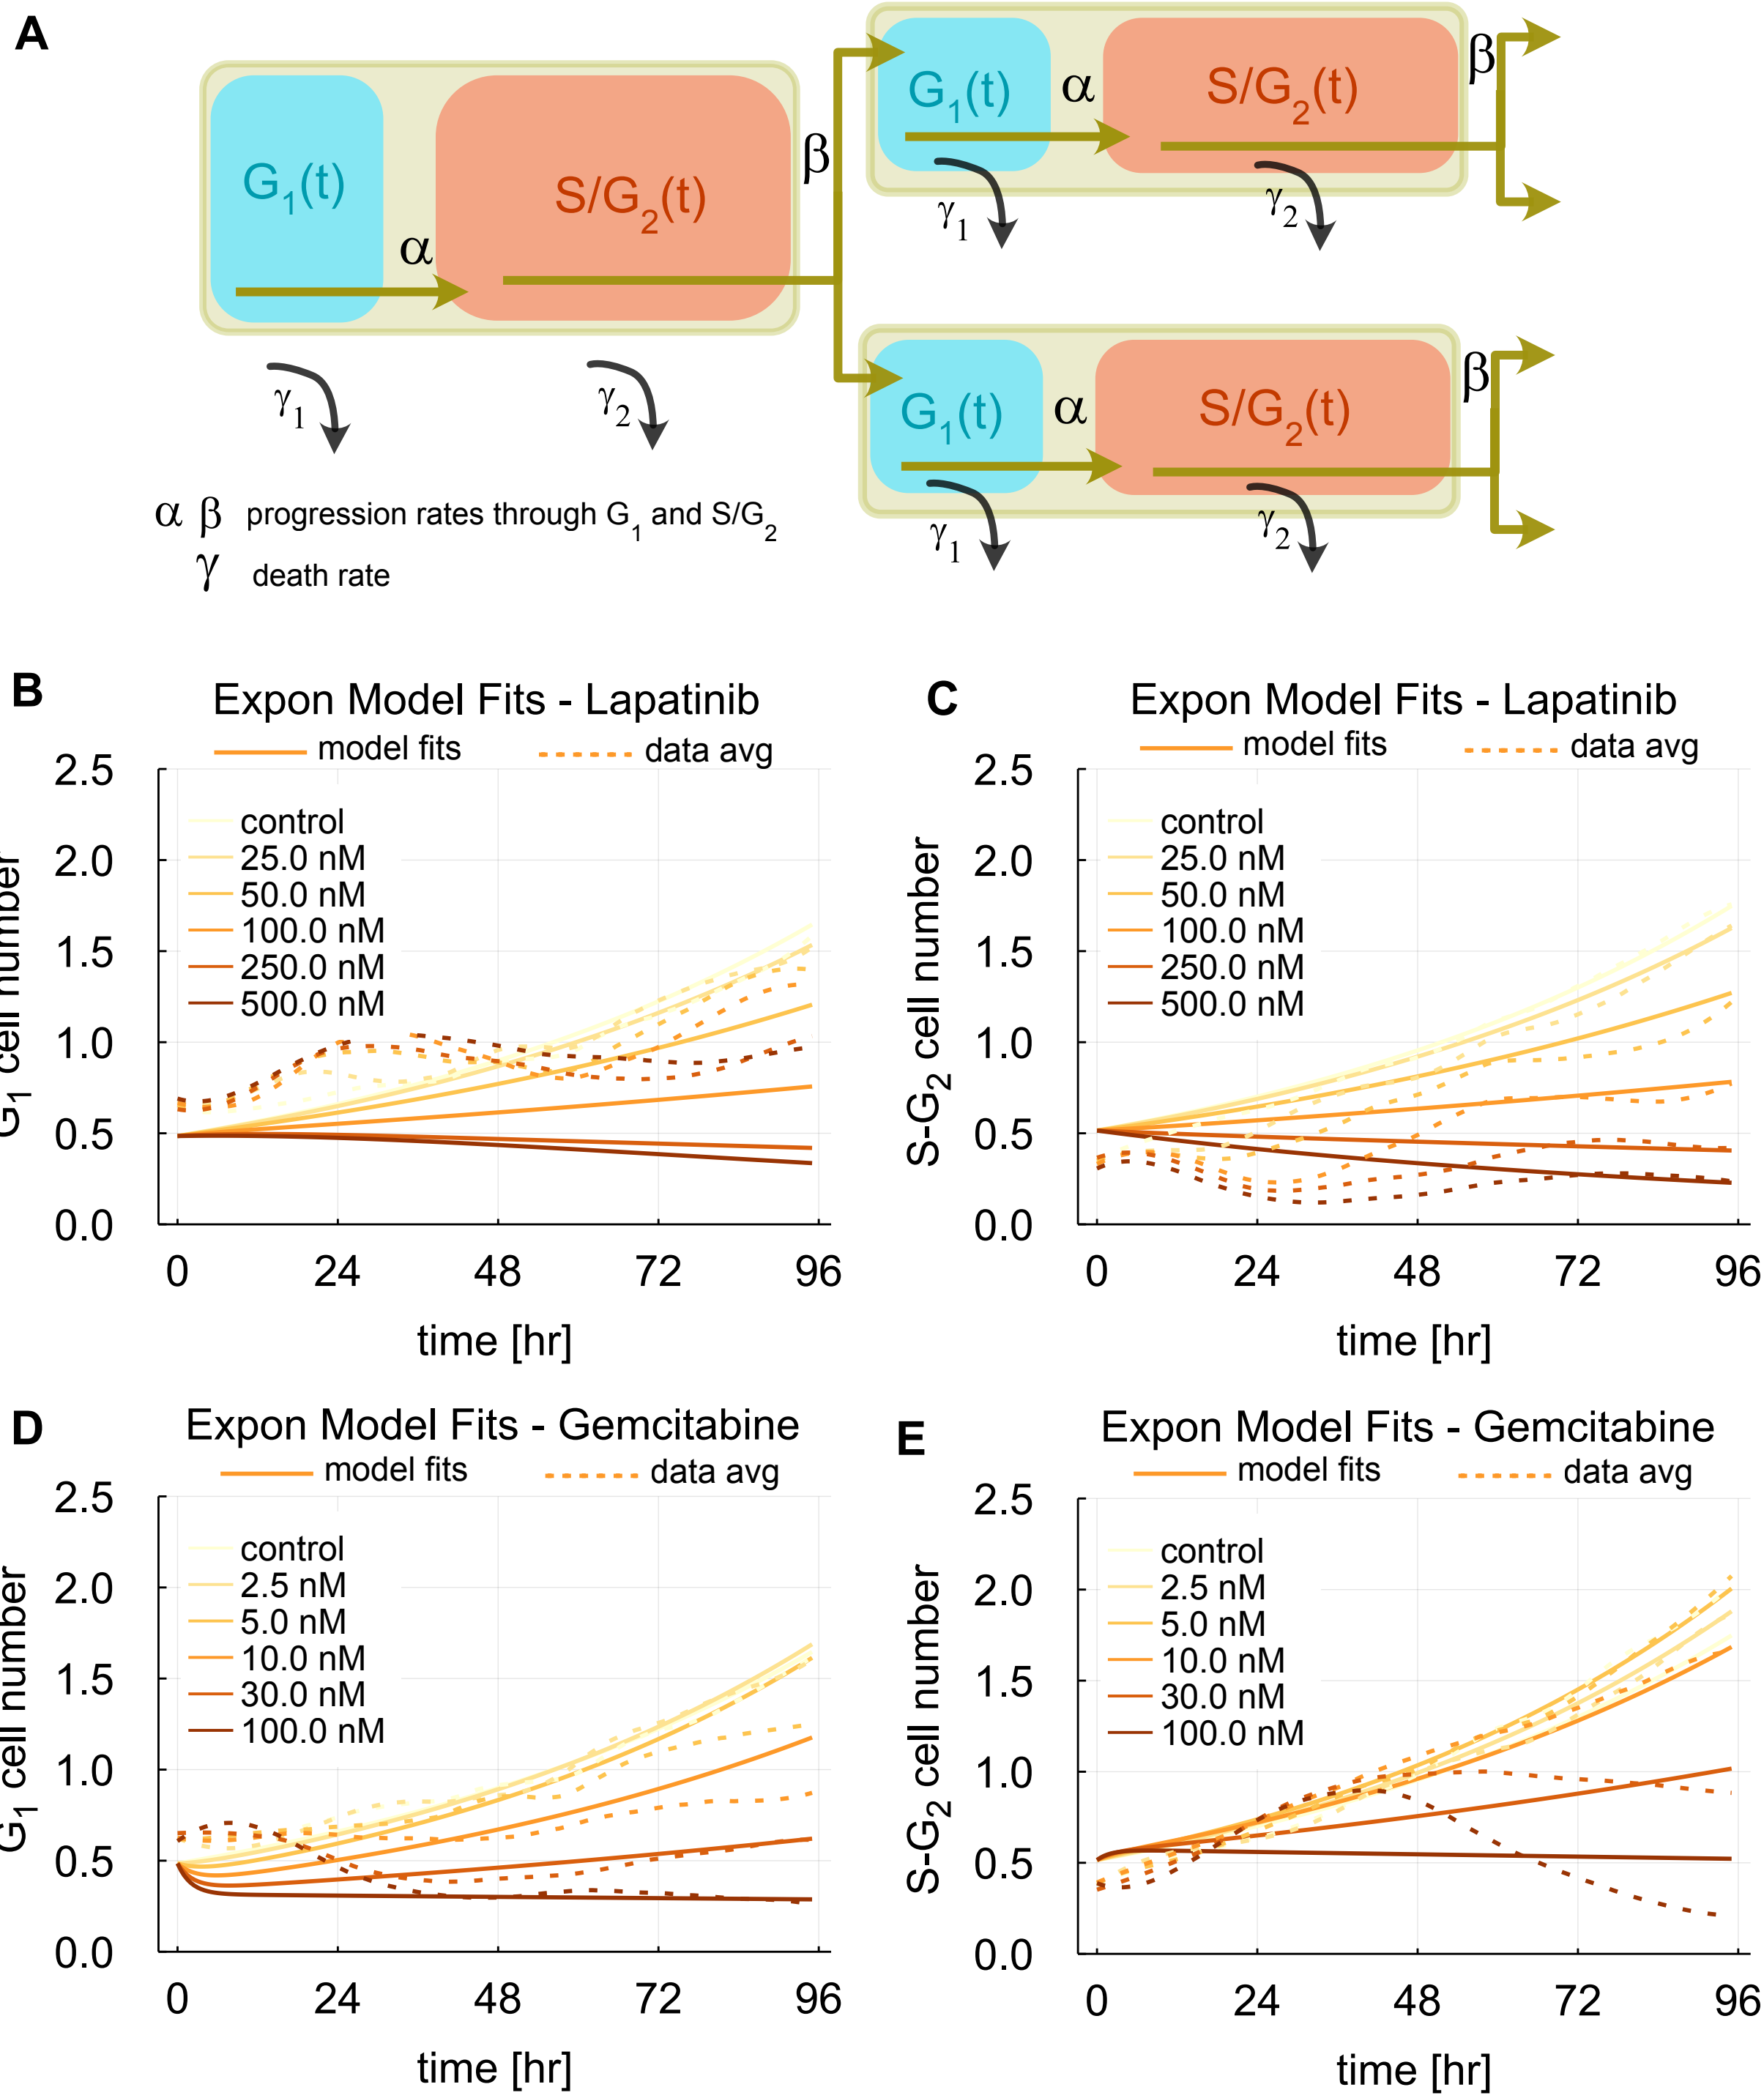 A
G1(t)
α
S/G2(t)
β
γ1
γ2
G1(t)
α
S/G2(t)
β
γ1
γ2
G1(t)
α
S/G2(t)
β
γ1
γ2
α β progression rates through G1 and S/G2
γ death rate
B
Expon Model Fits - Lapatinib
model fits
data avg
G1 cell number
2.5
2.0
1.5
1.0
0.5
0.0
control
25.0 nM
50.0 nM
100.0 nM
250.0 nM
500.0 nM
0 24 48 72 96
time [hr]
C
Expon Model Fits - Lapatinib
model fits
data avg
S-G2 cell number
2.5
2.0
1.5
1.0
0.5
0.0
control
25.0 nM
50.0 nM
100.0 nM
250.0 nM
500.0 nM
0 24 48 72 96
time [hr]
D
Expon Model Fits - Gemcitabine
model fits
data avg
G1 cell number
2.5
2.0
1.5
1.0
0.5
0.0
control
2.5 nM
5.0 nM
10.0 nM
30.0 nM
100.0 nM
0 24 48 72 96
time [hr]
E
Expon Model Fits - Gemcitabine
model fits
data avg
S-G2 cell number
2.5
2.0
1.5
1.0
0.5
0.0
control
2.5 nM
5.0 nM
10.0 nM
30.0 nM
100.0 nM
0 24 48 72 96
time [hr]